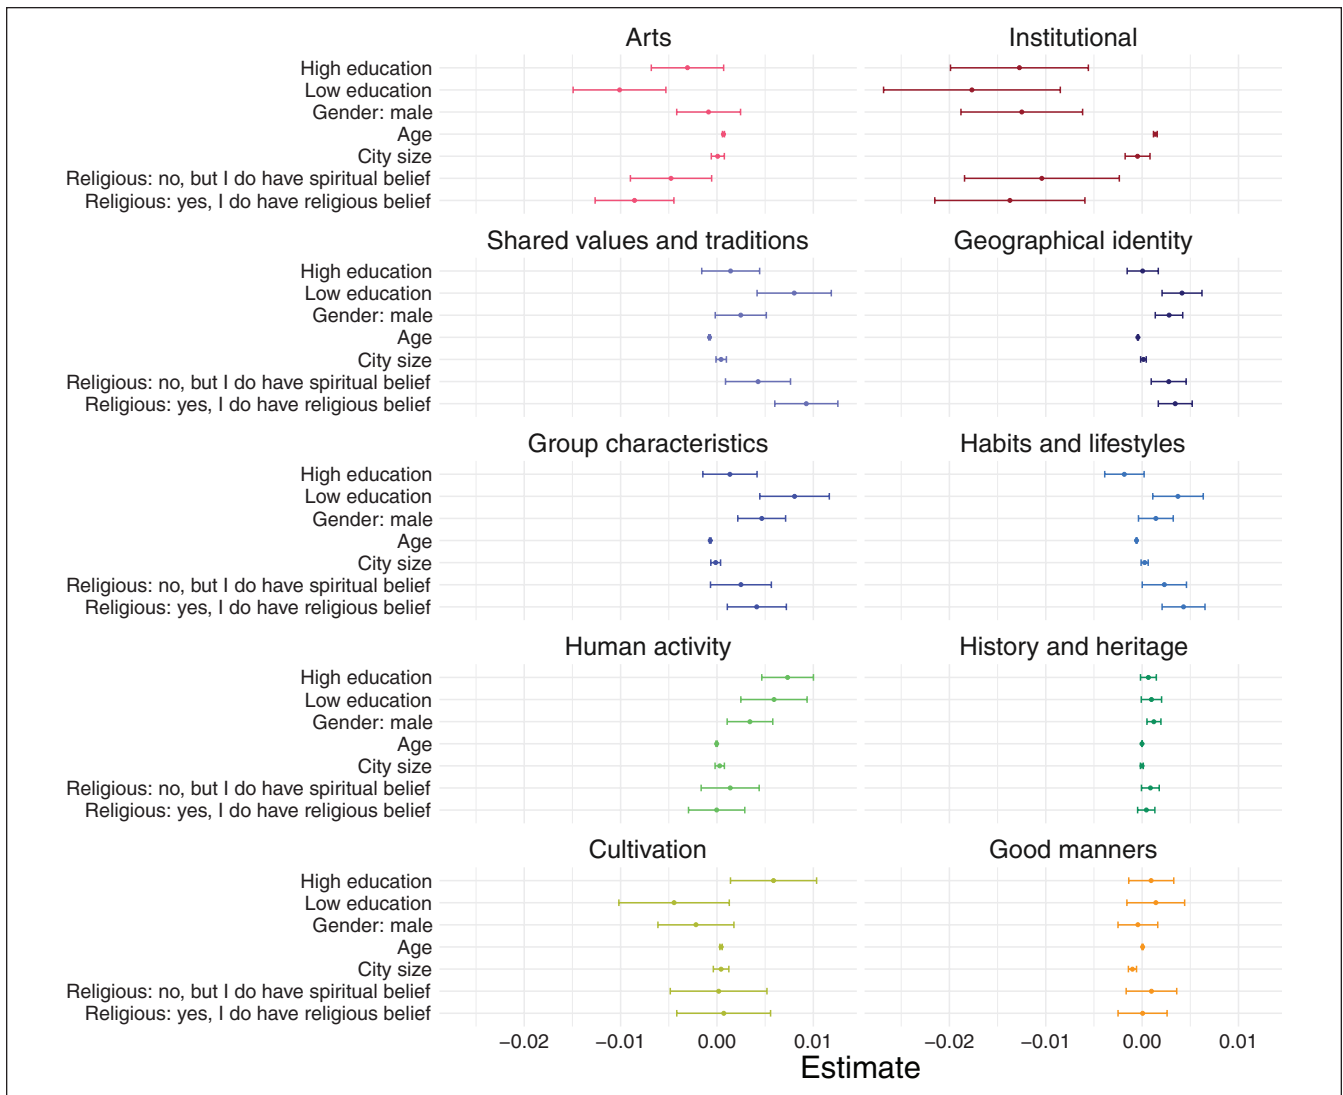 Arts Institutional
High education
Low education
Gender: male
Age
City size
Religious: no, but I do have spiritual belief
Religious: yes, I do have religious belief
Shared values and traditions Geographical identity
High education
Low education
Gender: male
Age
City size
Religious: no, but I do have spiritual belief
Religious: yes, I do have religious belief
Group characteristics Habits and lifestyles
High education
Low education
Gender: male
Age
City size
Religious: no, but I do have spiritual belief
Religious: yes, I do have religious belief
Human activity History and heritage
High education
Low education
Gender: male
Age
City size
Religious: no, but I do have spiritual belief
Religious: yes, I do have religious belief
Cultivation Good manners
High education
Low education
Gender: male
Age
City size
Religious: no, but I do have spiritual belief
Religious: yes, I do have religious belief
−0.02 −0.01 0.00 0.01 −0.02 −0.01 0.00 0.01
Estimate